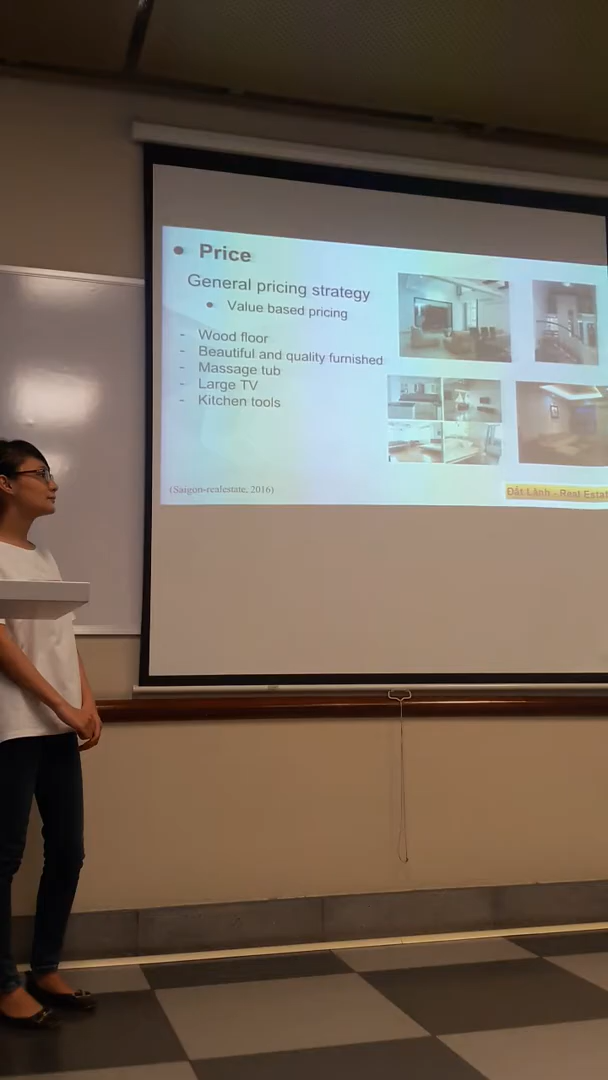 • Price
General pricing strategy
• Value based pricing
- Wood floor
- Beautiful and quality furnished
- Massage tub
- Large TV
- Kitchen tools
(Saigon-realestate, 2016)
Đất Lành - Real Estat